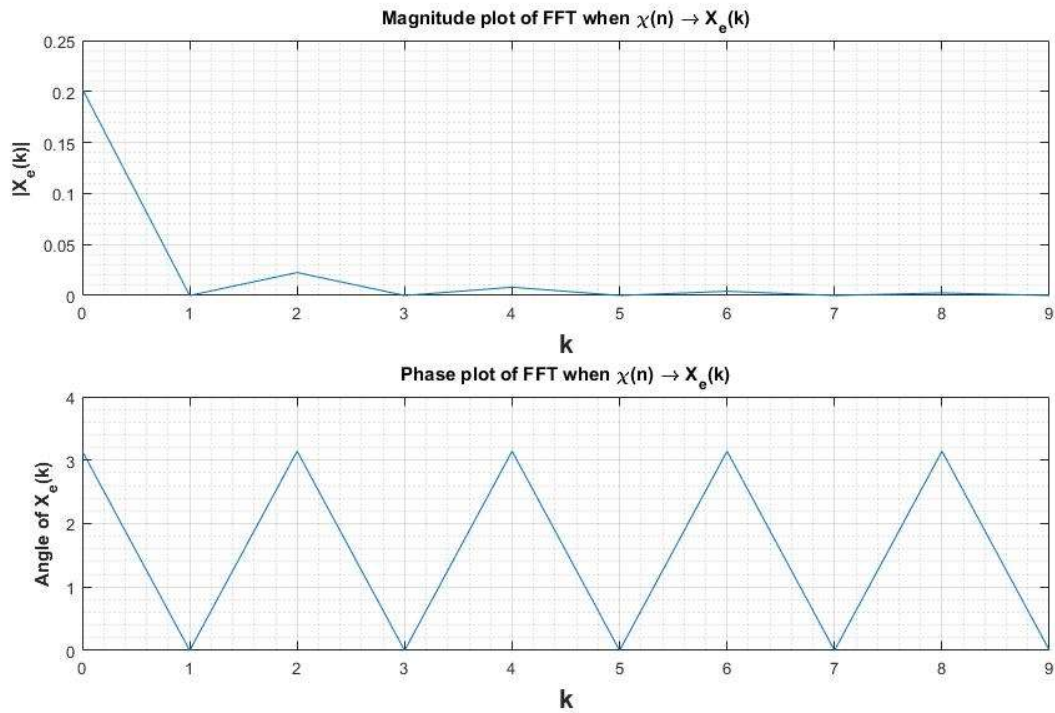 Magnitude plot of FFT when χ(n) → X_e(k)
0.25
0.2
0.15
0.1
0.05
0
|X_e(k)|
0 1 2 3 4 5 6 7 8 9
k
Phase plot of FFT when χ(n) → X_e(k)
4
3
2
1
0
Angle of X_e(k)
0 1 2 3 4 5 6 7 8 9
k